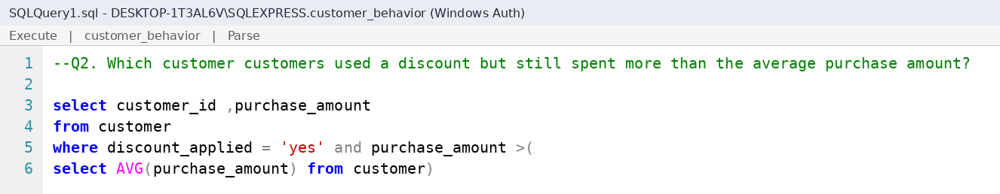 SQLQuery1.sql - DESKTOP-1T3AL6V\SQLEXPRESS.customer_behavior (Windows Auth)
Execute | customer_behavior | Parse
1 --Q2. Which customer customers used a discount but still spent more than the average purchase amount?
2
3 select customer_id ,purchase_amount
4 from customer
5 where discount_applied = 'yes' and purchase_amount >(
6 select AVG(purchase_amount) from customer)